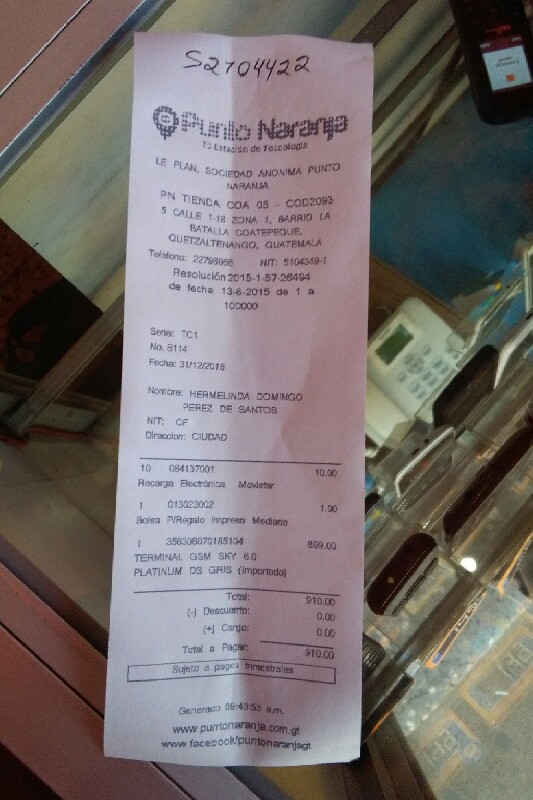 52704422
Punto Naranja
Tu Estación de Tecnología
LE PLAN, SOCIEDAD ANONIMA PUNTO
NARANJA
PN TIENDA COA 05 - COD2093
5 CALLE 1-18 ZONA 1, BARRIO LA
BATALLA COATEPEQUE,
QUETZALTENANGO, GUATEMALA
Teléfono: 22798988 NIT: 5104349-1
Resolución 2015-1-57-26494
de fecha 13-6-2015 de 1 a
100000
Serie: TC1
No. 8114
Fecha: 31/12/2016
Nombre: HERMELINDA DOMINGO
PEREZ DE SANTOS
NIT: CF
Direccion: CIUDAD
10 084137001 10.00
Recarga Electrónica Movistar
1 013023002 1.00
Bolsa P/Regalo Impresa Mediana
1 356306070185104 899.00
TERMINAL GSM SKY 6.0
PLATINUM DS GRIS (Importado)
Total: 910.00
(-) Descuento: 0.00
(+) Cargo: 0.00
Total a Pagar: 910.00
Sujeto a pagos trimestrales
Generado 09:43:53 a.m.
www.puntonaranja.com.gt
www.facebook/puntonaranjagt